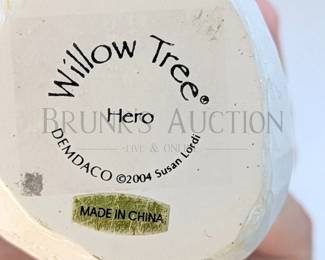 Willow Tree®
Hero
DEMDACO ©2004 Susan Lordi
BRUNK'S AUCTION
LIVE & ONLINE
MADE IN CHINA